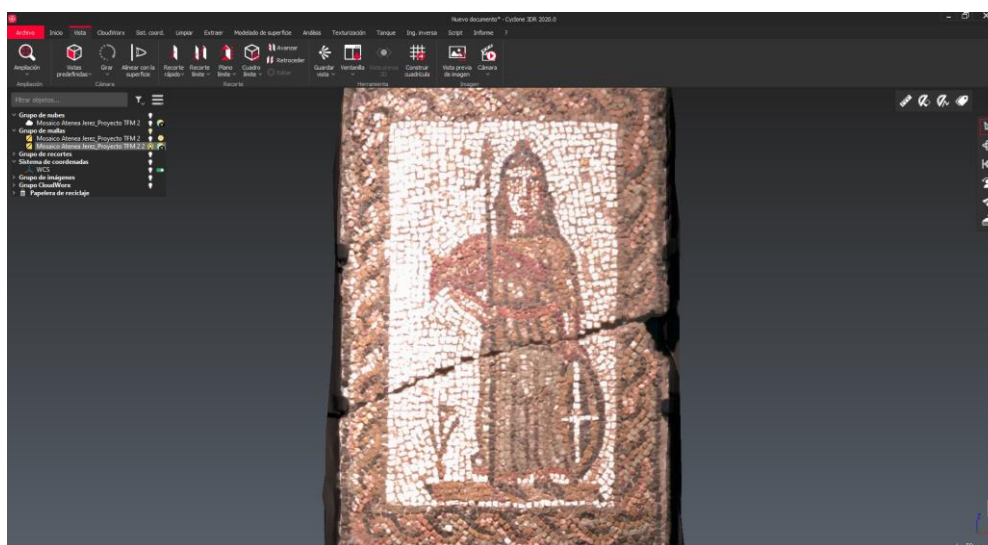 Nuevo documento* - Cyclone 3DR 2020.0
Archivo Inicio Vista CloudWorx Sist. coord. Limpiar Extraer Modelado de superficie Análisis Texturización Tanque Ing. inversa Script Informe ?
Ampliación
Vistas predefinidas
Girar
Alinear con la superficie
Recorte rápido
Recorte límite
Plano límite
Cuadro límite
Avanzar
Retroceder
Editar
Guardar vista
Ventanilla
Construir cuadrícula
Vista previa de imagen
Cámara
Ampliación Cámara Recorte Herramienta Imagen
Filtrar objetos...
Grupo de nubes
Mosaico Atenea Jerez_Proyecto TFM 2
Grupo de mallas
Mosaico Atenea Jerez_Proyecto TFM 2
Mosaico Atenea Jerez_Proyecto TFM 2 2
Grupo de recortes
Sistema de coordenadas
WCS
Grupo de imágenes
Grupo CloudWorx
Papelera de reciclaje